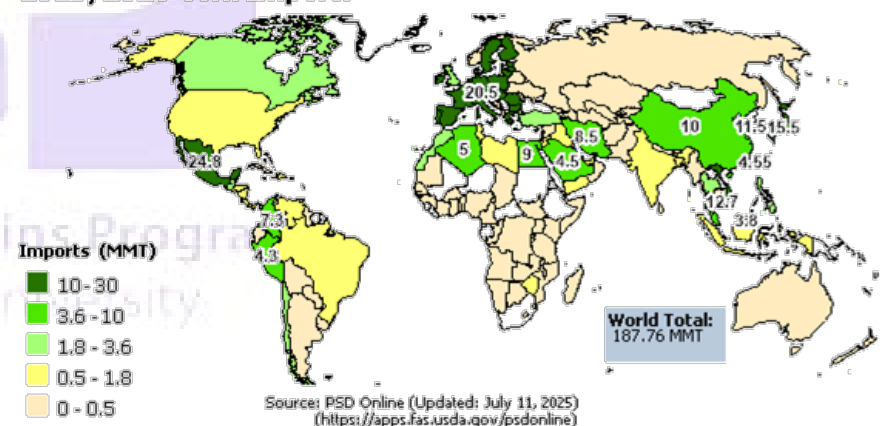 24.8
20.5
5
9
8.5
4.5
10
11.5
15.5
4.55
12.7
3.8
7.3
4.3
Imports (MMT)
10-30
3.6 - 10
1.8 - 3.6
0.5 - 1.8
0 - 0.5
World Total:
187.76 MMT
Source: PSD Online (Updated: July 11, 2025)
(https://apps.fas.usda.gov/psdonline)